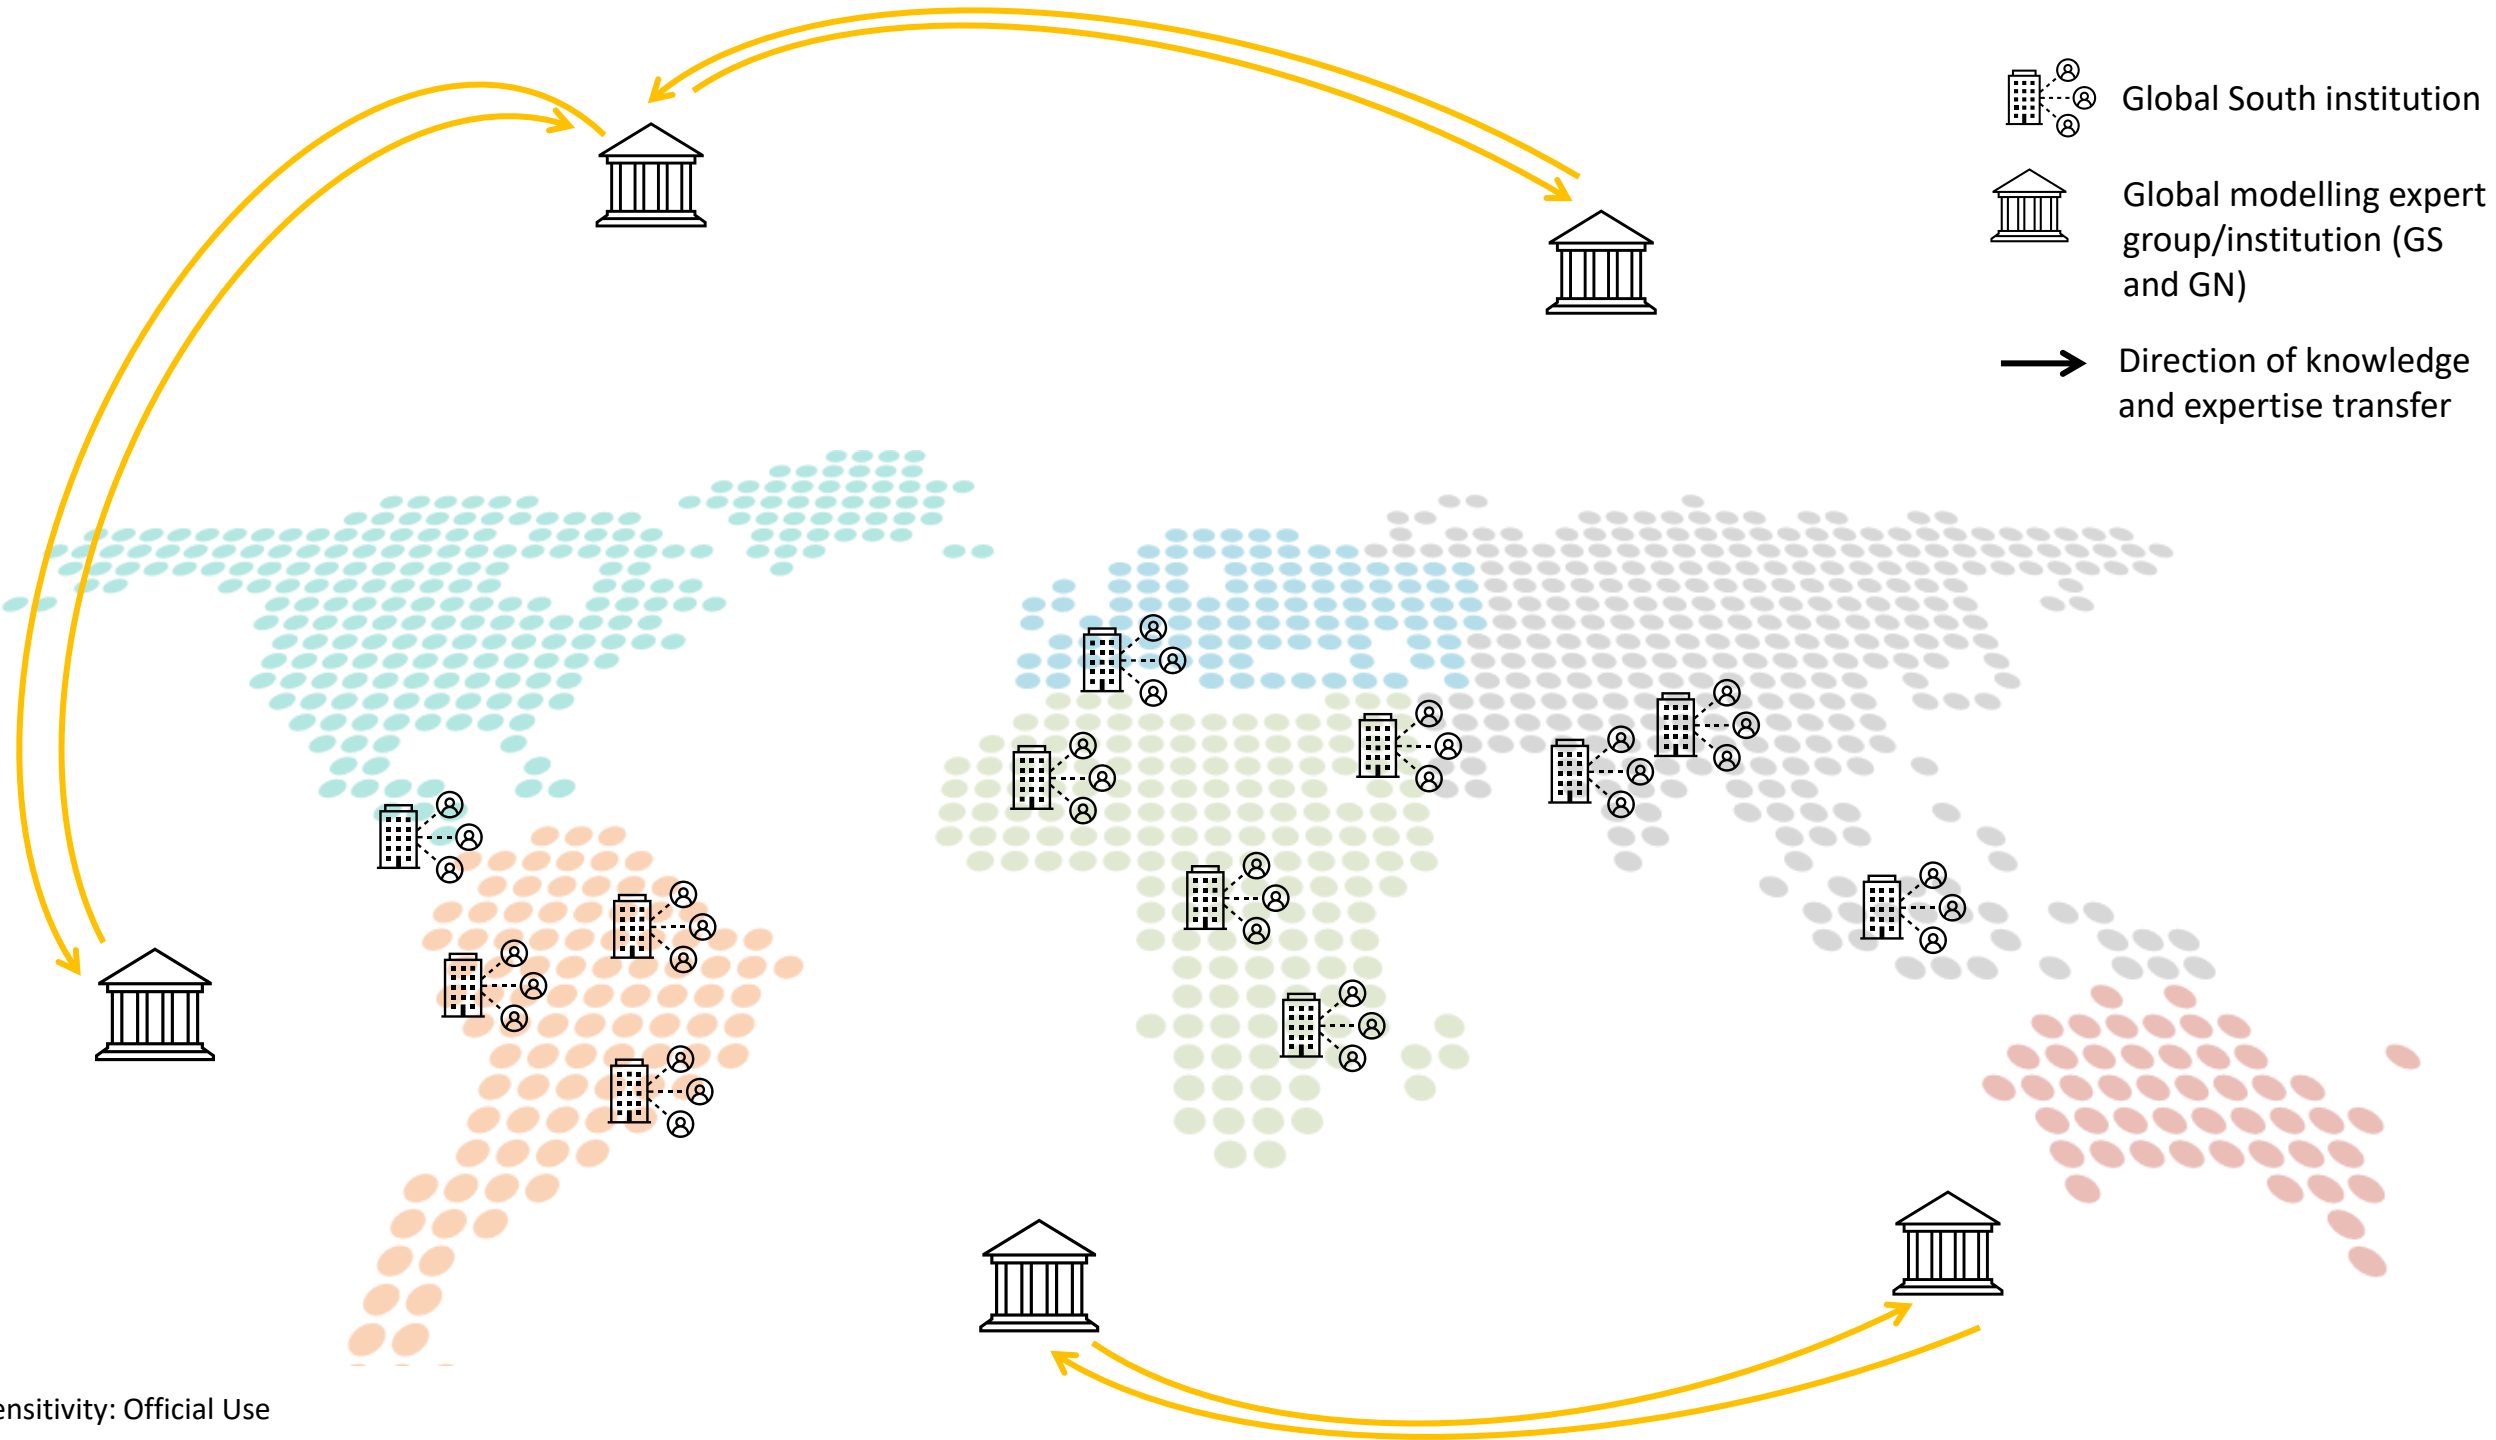 Global South institution
Global modelling expert
group/institution (GS
and GN)
Direction of knowledge
and expertise transfer
ensitivity: Official Use